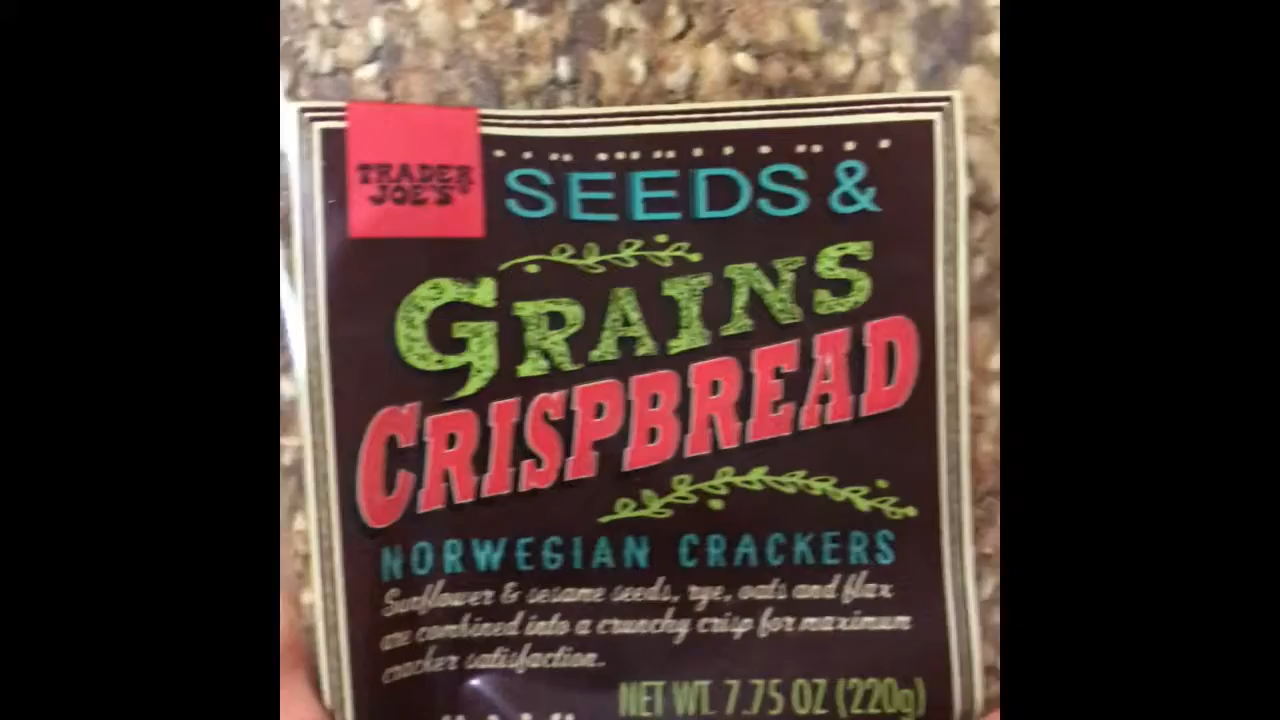 TRADER
JOE'S
SEEDS &
GRAINS
CRISPBREAD
NORWEGIAN CRACKERS
Sunflower & sesame seeds, rye, oats and flax
are combined into a crunchy crisp for maximum
cracker satisfaction.
NET WT. 7.75 OZ (220g)